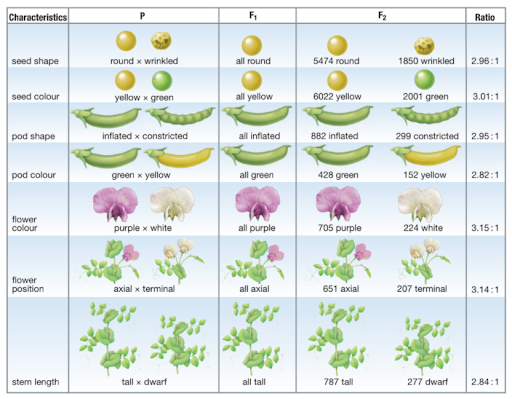 Characteristics P F1 F2 Ratio
seed shape round × wrinkled all round 5474 round 1850 wrinkled 2.96 : 1
seed colour yellow × green all yellow 6022 yellow 2001 green 3.01 : 1
pod shape inflated × constricted all inflated 882 inflated 299 constricted 2.95 : 1
pod colour green × yellow all green 428 green 152 yellow 2.82 : 1
flower
colour purple × white all purple 705 purple 224 white 3.15 : 1
flower
position axial × terminal all axial 651 axial 207 terminal 3.14 : 1
stem length tall × dwarf all tall 787 tall 277 dwarf 2.84 : 1